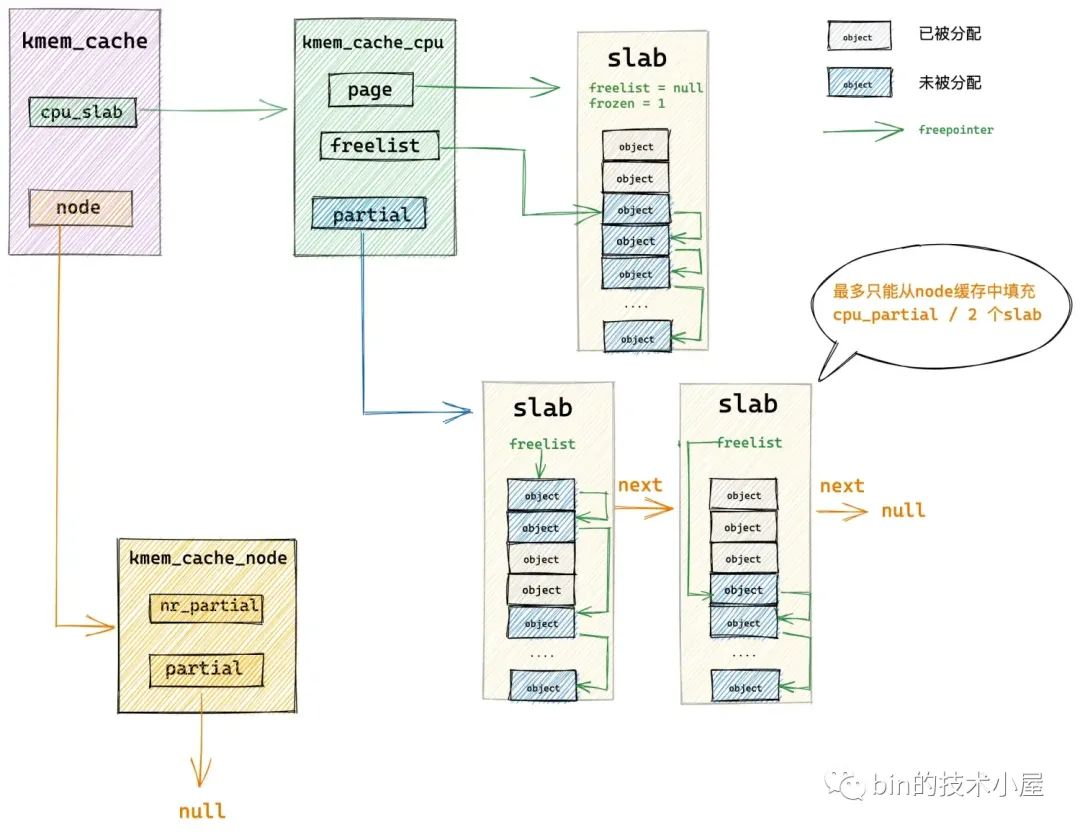 kmem_cache
cpu_slab
node
kmem_cache_cpu
page
freelist
partial
slab
freelist = null
frozen = 1
object
object
object
object
object
....
object
object
已被分配
object
未被分配
freepointer
最多只能从node缓存中填充
cpu_partial / 2 个slab
slab
freelist
object
object
object
object
object
....
object
next
slab
freelist
object
object
object
object
object
....
object
next
null
kmem_cache_node
nr_partial
partial
null
bin的技术小屋